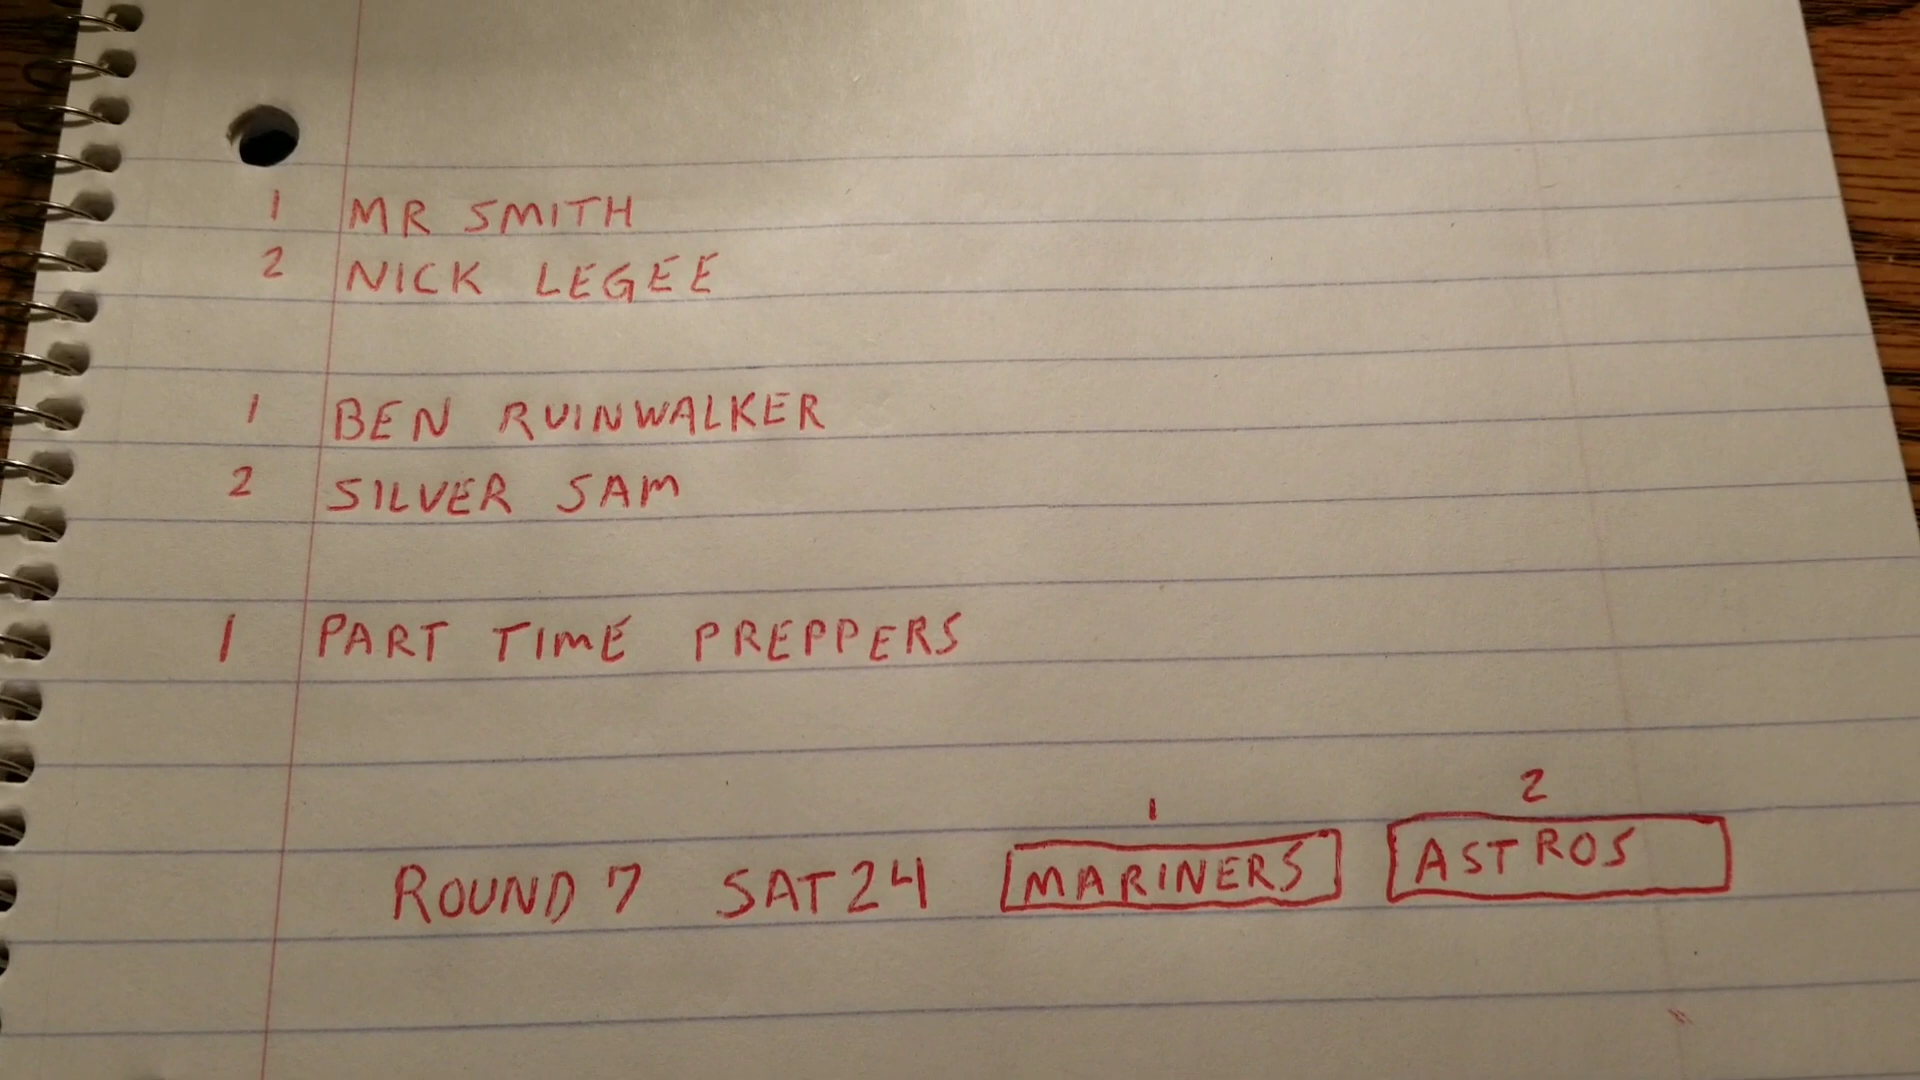 1 MR SMITH
2 NICK LEGEE
1 BEN RUINWALKER
2 SILVER SAM
1 PART TIME PREPPERS
1 2
ROUND 7 SAT 24 MARINERS ASTROS